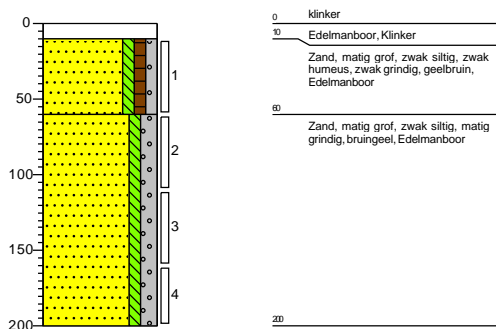 0
50
100
150
200
1
2
3
4
0 klinker
10 Edelmanboor, Klinker
Zand, matig grof, zwak siltig, zwak
humeus, zwak grindig, geelbruin,
Edelmanboor
60
Zand, matig grof, zwak siltig, matig
grindig, bruingeel, Edelmanboor
200